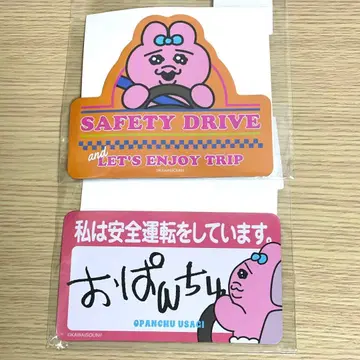 SAFETY DRIVE
and LET'S ENJOY TRIP
私は安全運転をしています。
おぱんちゅ
OPANCHU USAGI